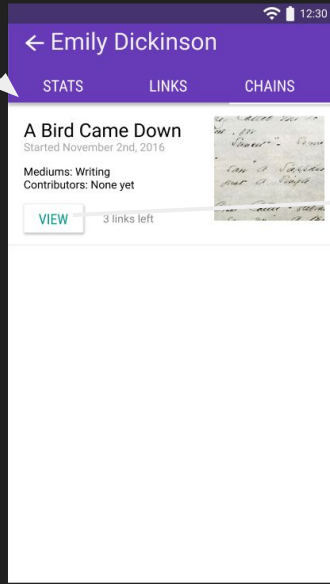 12:30
← Emily Dickinson
STATS LINKS CHAINS
A Bird Came Down
Started November 2nd, 2016
Mediums: Writing
Contributors: None yet
VIEW 3 links left